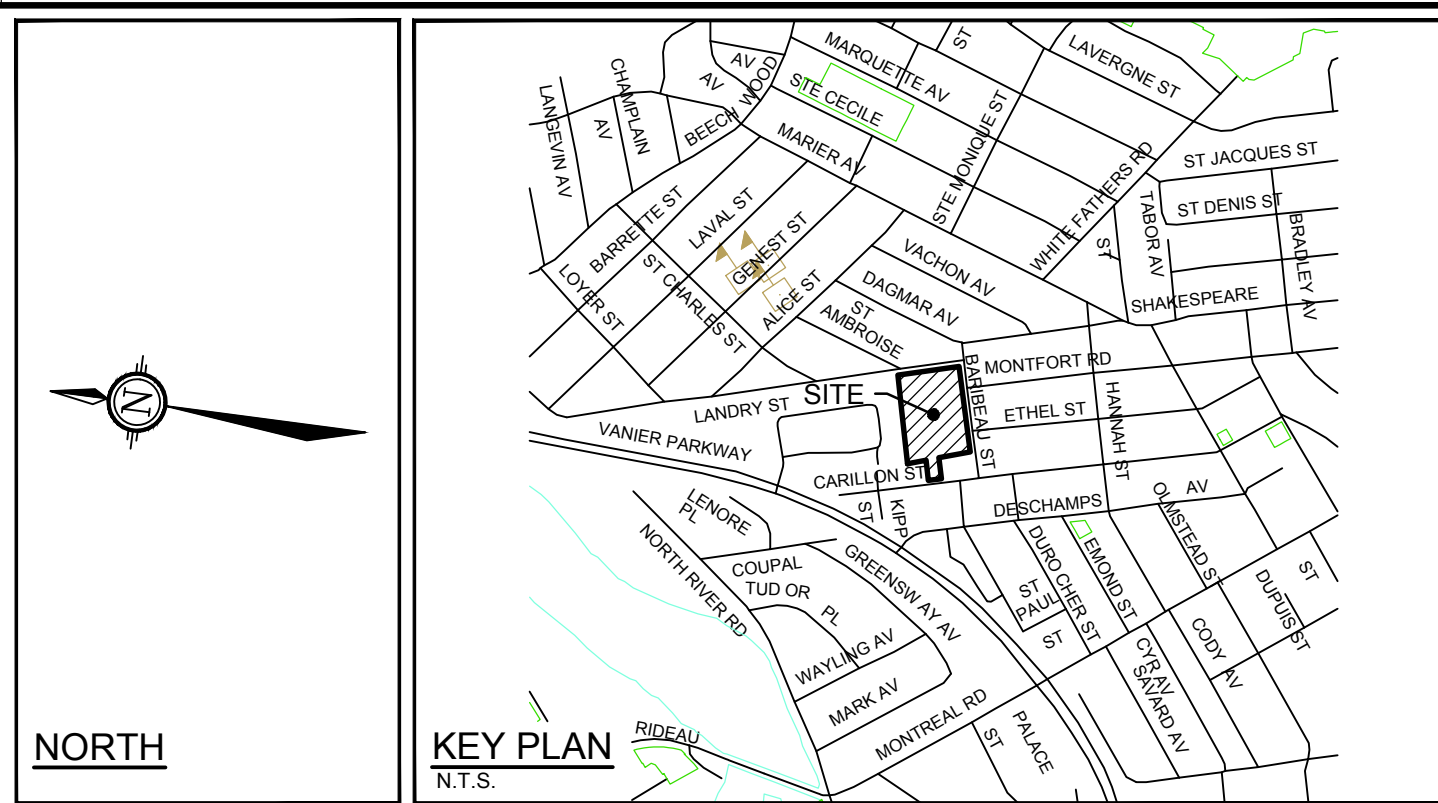 N
NORTH
KEY PLAN
N.T.S.
SITE
LANGEVIN AV
CHAMPLAIN
AV
AV
AV
BEECH WOOD
MARQUETTE AV
ST
LAVERGNE ST
STE CECILE
MARIER AV
STE MONIQUE ST
WHITE FATHERS RD
ST JACQUES ST
ST DENIS ST
TABOR AV
ST
BRADLEY AV
SHAKESPEARE
BARRETTE ST
LAVAL ST
GENEST ST
ALICE ST
LOYER ST
ST CHARLES ST
VACHON AV
DAGMAR AV
ST
AMBROISE
MONTFORT RD
BARIBEAU ST
ETHEL ST
HANNAH ST
LANDRY ST
VANIER PARKWAY
CARILLON ST
KIPP
ST
DESCHAMPS
AV
OLMSTEAD ST
LENORE
PL
NORTH RIVER RD
COUPAL
TUD OR
PL
GREENSW AY AV
WAYLING AV
MARK AV
MONTREAL RD
DURO CHER ST
EMOND ST
ST
PAUL
ST
CYR AV
SAVARD AV
CODY AV
DUPUIS ST
ST
RIDEAU
PALACE
ST